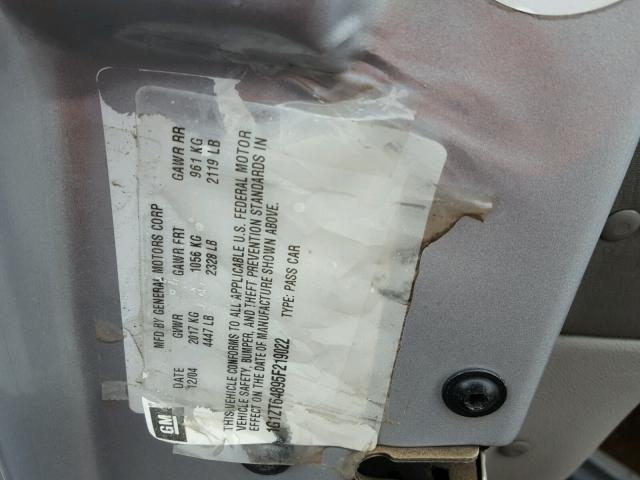 GM
MFD BY GENERAL MOTORS CORP
DATE GVWR GAWR FRT GAWR RR
12/04 2017 KG 1056 KG 961 KG
4447 LB 2328 LB 2119 LB
THIS VEHICLE CONFORMS TO ALL APPLICABLE U.S. FEDERAL MOTOR
VEHICLE SAFETY, BUMPER, AND THEFT PREVENTION STANDARDS IN
EFFECT ON THE DATE OF MANUFACTURE SHOWN ABOVE.
1G1ZT64895F219022 TYPE: PASS CAR